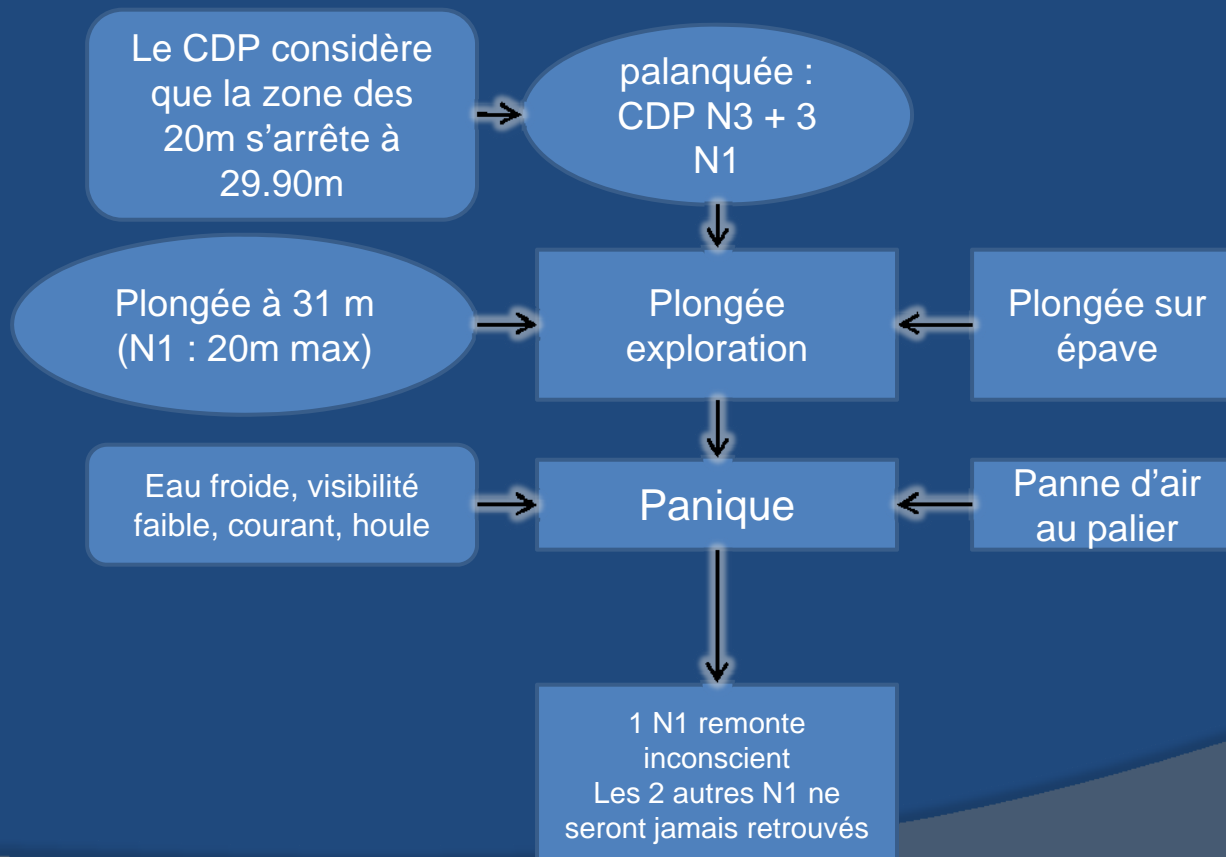 Le CDP considère
que la zone des
20m s’arrête à
29.90m
palanquée :
CDP N3 + 3
N1
Plongée à 31 m
(N1 : 20m max)
Plongée
exploration
Plongée sur
épave
Eau froide, visibilité
faible, courant, houle
Panique
Panne d’air
au palier
1 N1 remonte
inconscient
Les 2 autres N1 ne
seront jamais retrouvés